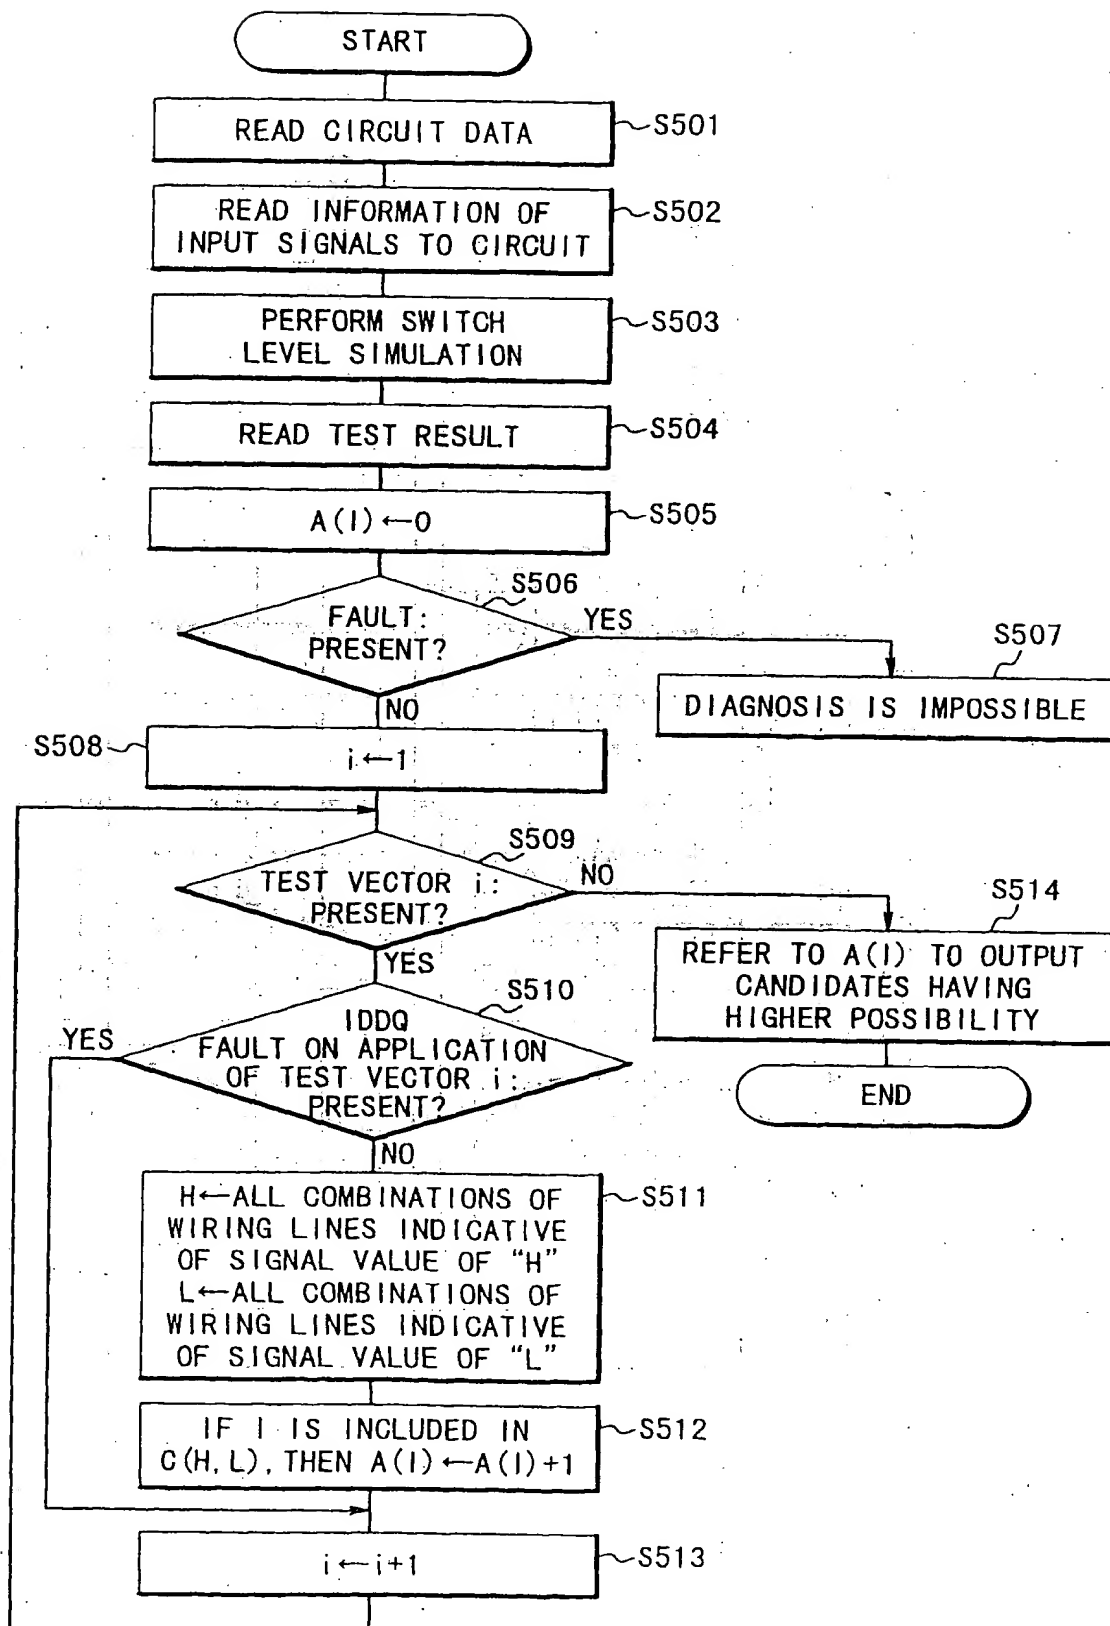 START
READ CIRCUIT DATA
S501
READ INFORMATION OF
INPUT SIGNALS TO CIRCUIT
S502
PERFORM SWITCH
LEVEL SIMULATION
S503
READ TEST RESULT
S504
A(I)←0
S505
S506
FAULT:
PRESENT?
YES
NO
S507
DIAGNOSIS IS IMPOSSIBLE
S508
i←1
S509
TEST VECTOR i:
PRESENT?
NO
YES
S514
REFER TO A(I) TO OUTPUT
CANDIDATES HAVING
HIGHER POSSIBILITY
END
S510
YES
IDDQ
FAULT ON APPLICATION
OF TEST VECTOR i:
PRESENT?
NO
H←ALL COMBINATIONS OF
WIRING LINES INDICATIVE
OF SIGNAL VALUE OF "H"
L←ALL COMBINATIONS OF
WIRING LINES INDICATIVE
OF SIGNAL VALUE OF "L"
S511
IF I IS INCLUDED IN
C(H,L), THEN A(I)←A(I)+1
S512
i←i+1
S513